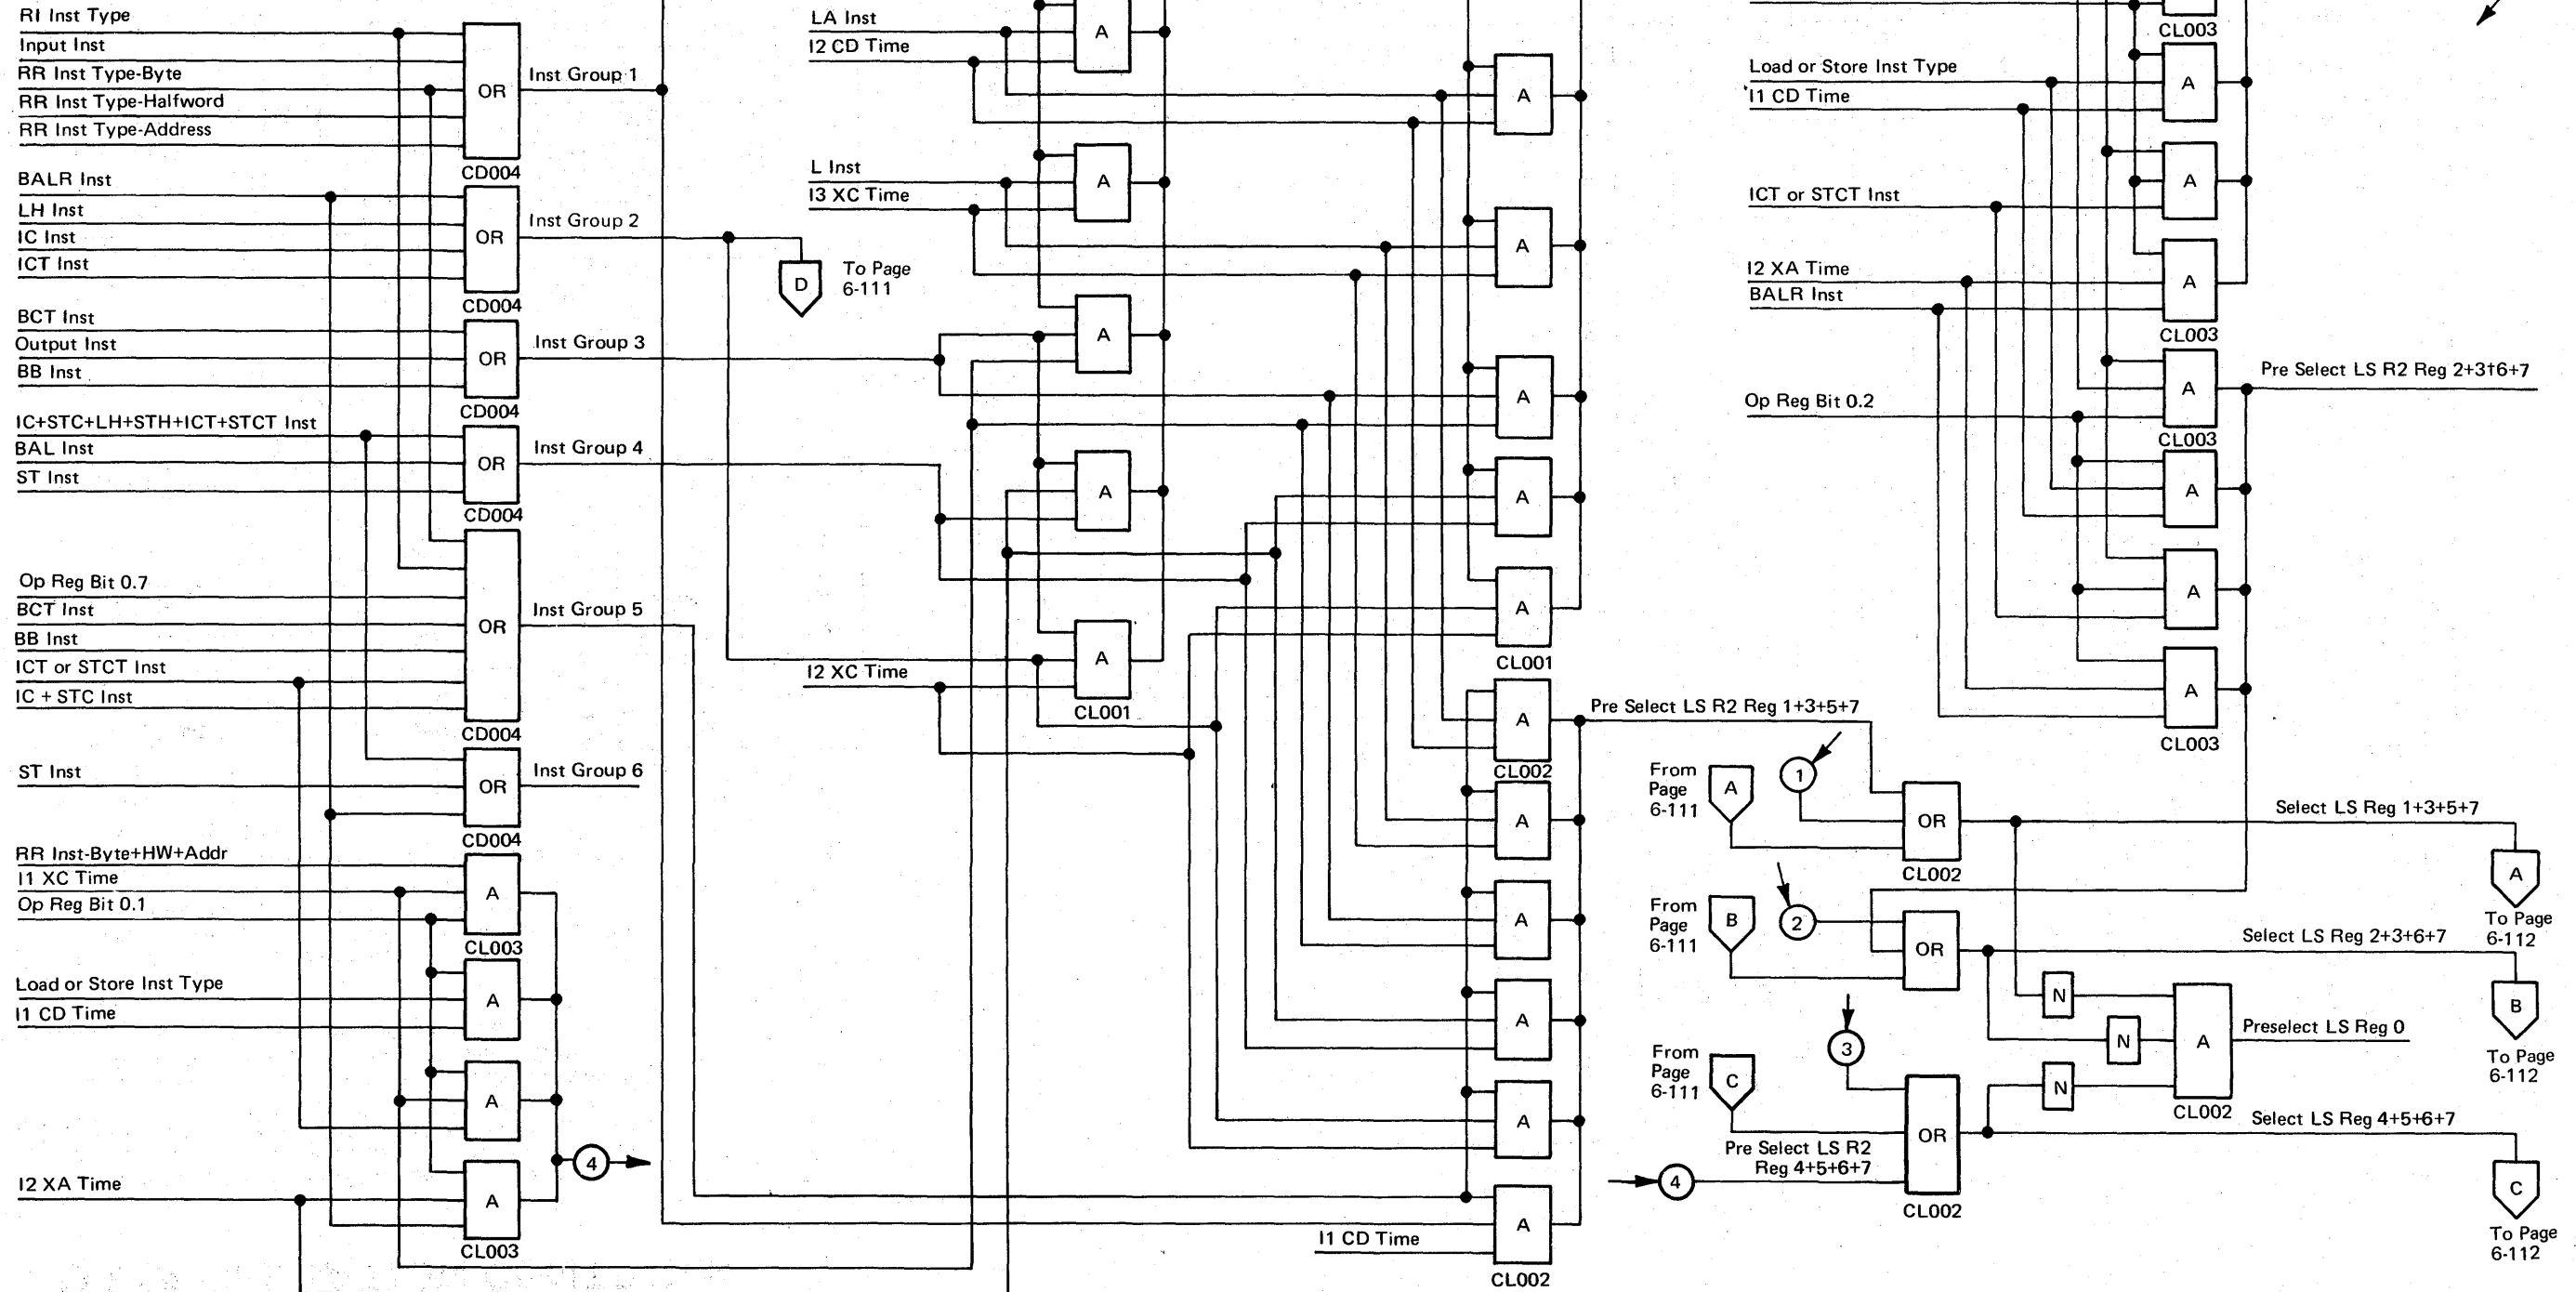 RI Inst Type
Input Inst
RR Inst Type-Byte
RR Inst Type-Halfword
RR Inst Type-Address
OR
Inst Group 1
CD004
BALR Inst
LH Inst
IC Inst
ICT Inst
OR
Inst Group 2
CD004
D
To Page
6-111
BCT Inst
Output Inst
BB Inst
OR
Inst Group 3
CD004
IC+STC+LH+STH+ICT+STCT Inst
BAL Inst
ST Inst
OR
Inst Group 4
CD004
Op Reg Bit 0.7
BCT Inst
BB Inst
ICT or STCT Inst
IC + STC Inst
OR
Inst Group 5
CD004
ST Inst
OR
Inst Group 6
CD004
RR Inst-Byte+HW+Addr
I1 XC Time
Op Reg Bit 0.1
A
CL003
Load or Store Inst Type
I1 CD Time
A
A
4
I2 XA Time
A
CL003
LA Inst
I2 CD Time
A
L Inst
I3 XC Time
A
A
A
I2 XC Time
A
CL001
A
A
A
A
A
CL001
A
CL002
A
A
A
A
I1 CD Time
A
CL002
Pre Select LS R2 Reg 1+3+5+7
CL003
Load or Store Inst Type
I1 CD Time
A
ICT or STCT Inst
A
I2 XA Time
BALR Inst
A
CL003
Op Reg Bit 0.2
A
Pre Select LS R2 Reg 2+3†6+7
CL003
A
A
A
CL003
From
Page
6-111
A
1
OR
CL002
Select LS Reg 1+3+5+7
A
To Page
6-112
From
Page
6-111
B
2
OR
Select LS Reg 2+3+6+7
B
To Page
6-112
N
N
N
A
CL002
Preselect LS Reg 0
3
From
Page
6-111
C
Pre Select LS R2
Reg 4+5+6+7
4
OR
CL002
Select LS Reg 4+5+6+7
C
To Page
6-112